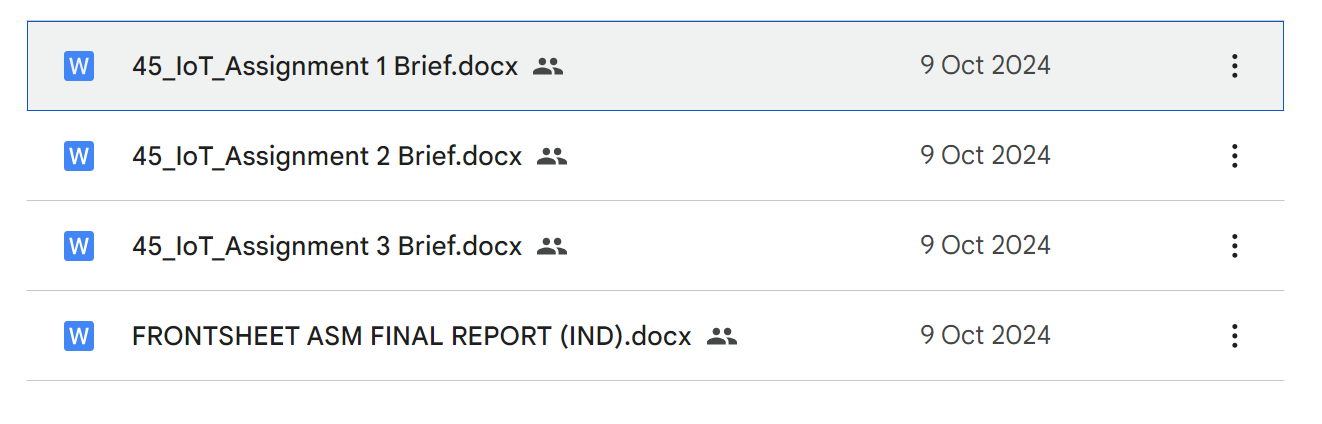 W 45_IoT_Assignment 1 Brief.docx 9 Oct 2024
W 45_IoT_Assignment 2 Brief.docx 9 Oct 2024
W 45_IoT_Assignment 3 Brief.docx 9 Oct 2024
W FRONTSHEET ASM FINAL REPORT (IND).docx 9 Oct 2024